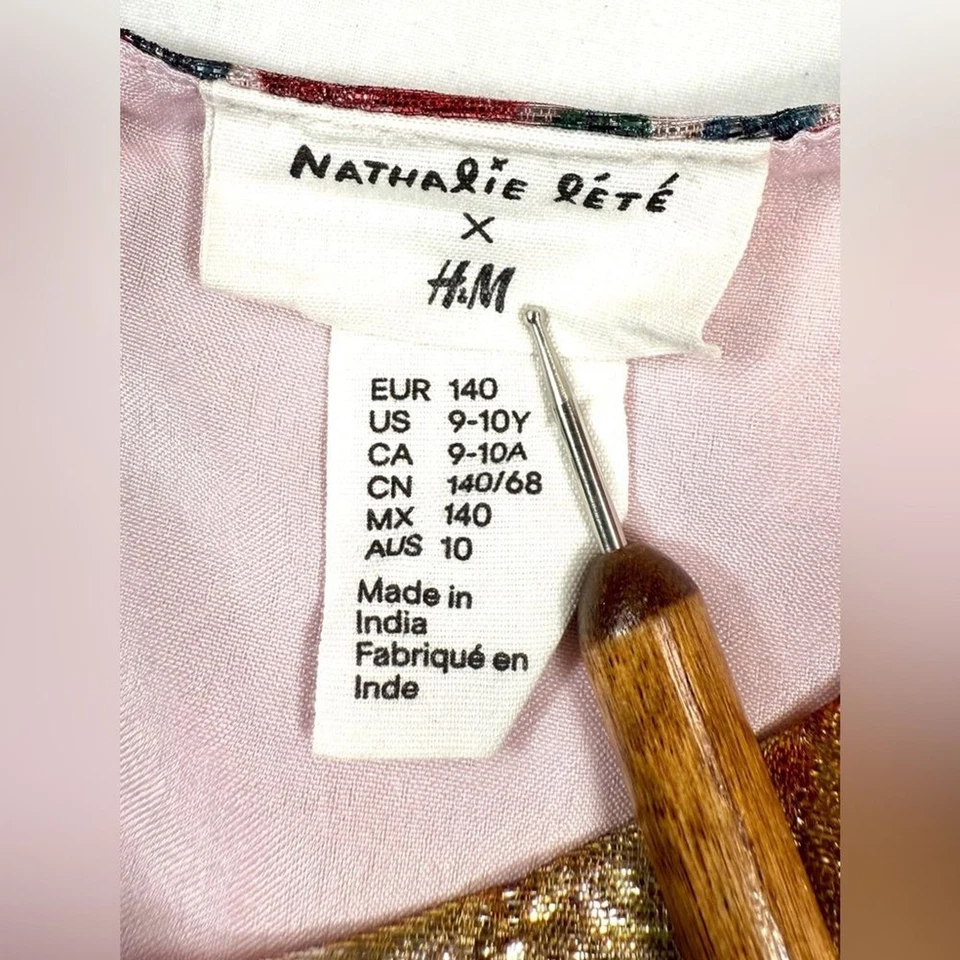 Nathalie Lété
X
H&M
EUR 140
US 9-10Y
CA 9-10A
CN 140/68
MX 140
AUS 10
Made in
India
Fabriqué en
Inde